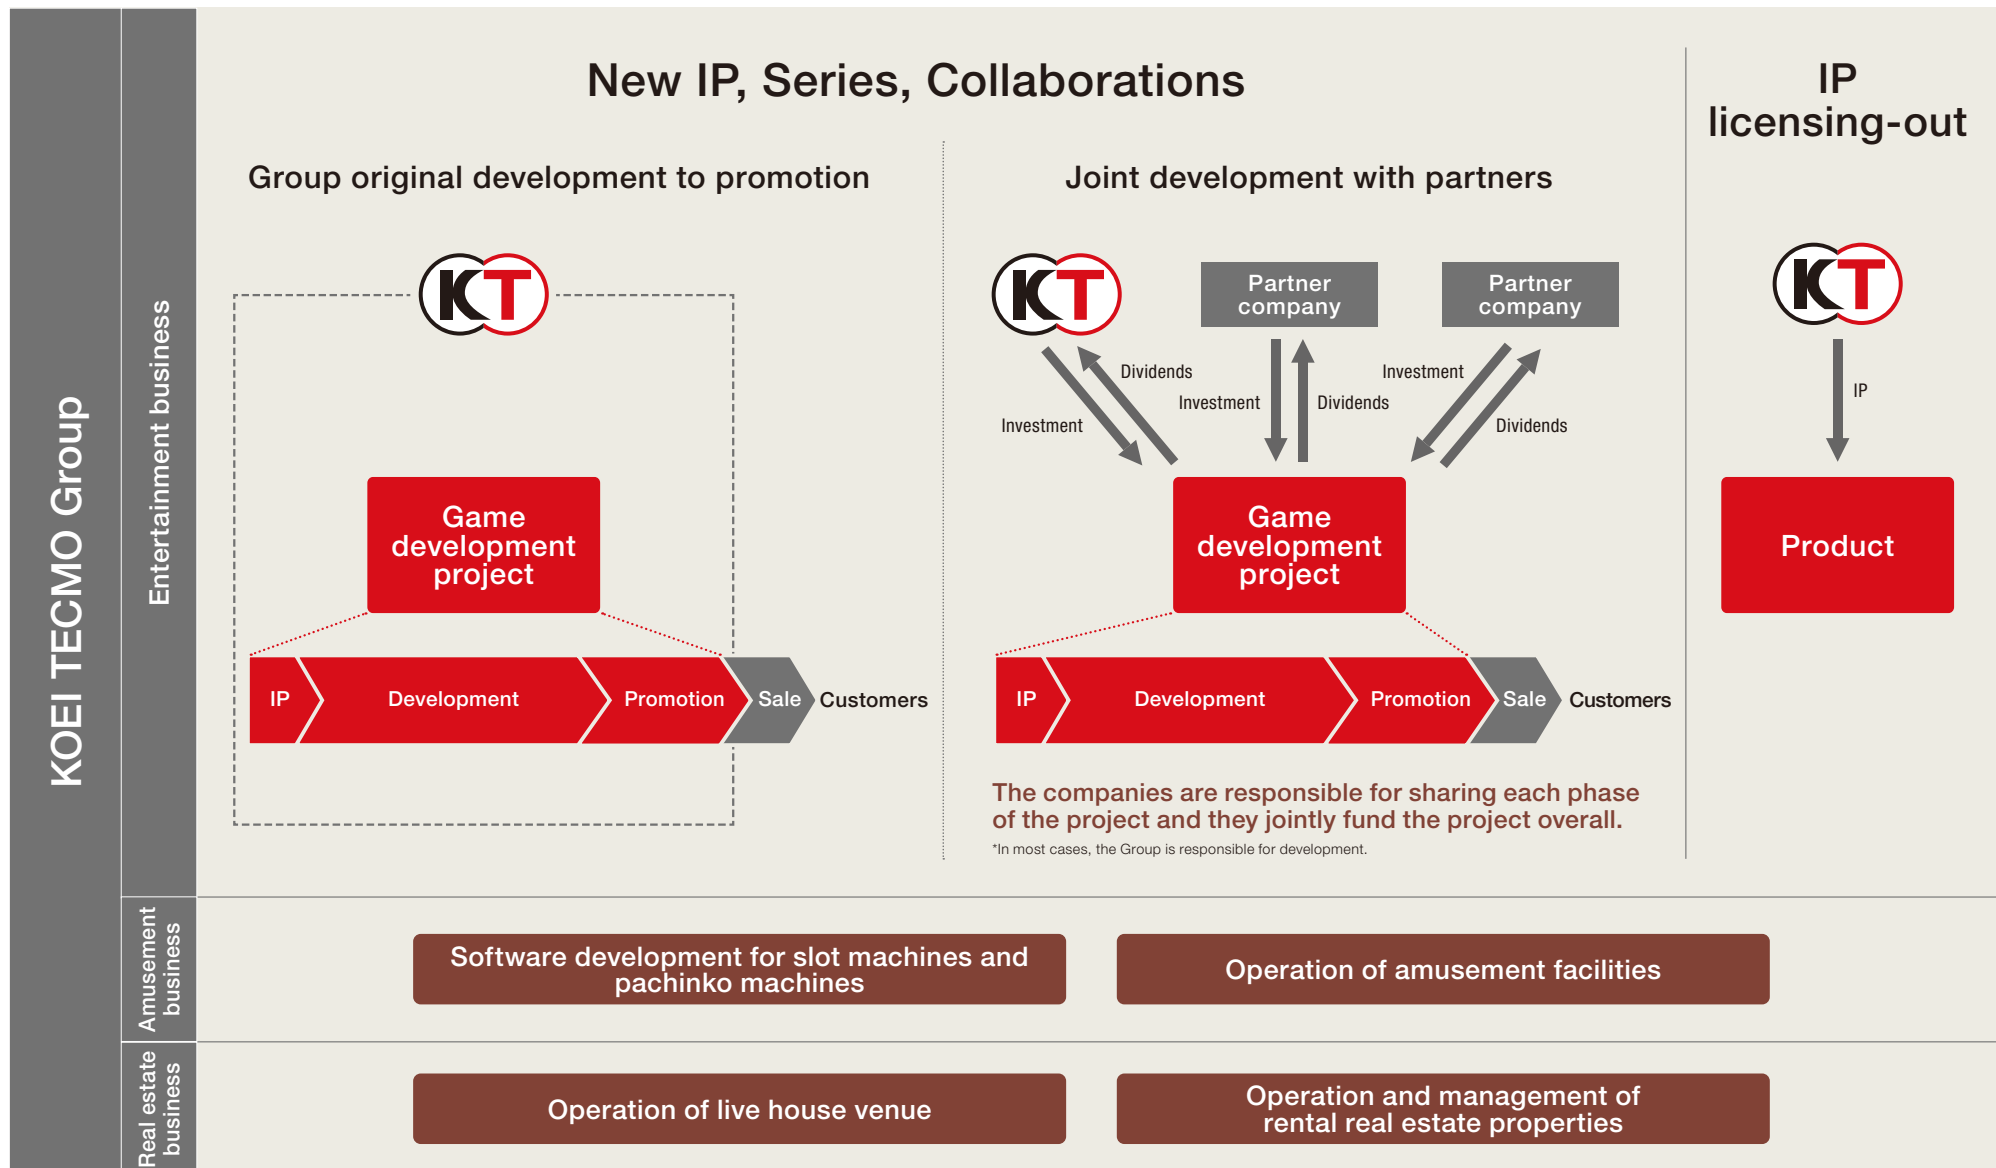 KOEI TECMO Group
Entertainment business
New IP, Series, Collaborations
Group original development to promotion
KT
Game
development
project
IP
Development
Promotion
Sale
Customers
Joint development with partners
KT
Partner
company
Partner
company
Investment
Dividends
Investment
Dividends
Investment
Dividends
Game
development
project
IP
Development
Promotion
Sale
Customers
The companies are responsible for sharing each phase
of the project and they jointly fund the project overall.
*In most cases, the Group is responsible for development.
IP
licensing-out
KT
IP
Product
Amusement
business
Software development for slot machines and
pachinko machines
Operation of amusement facilities
Real estate
business
Operation of live house venue
Operation and management of
rental real estate properties